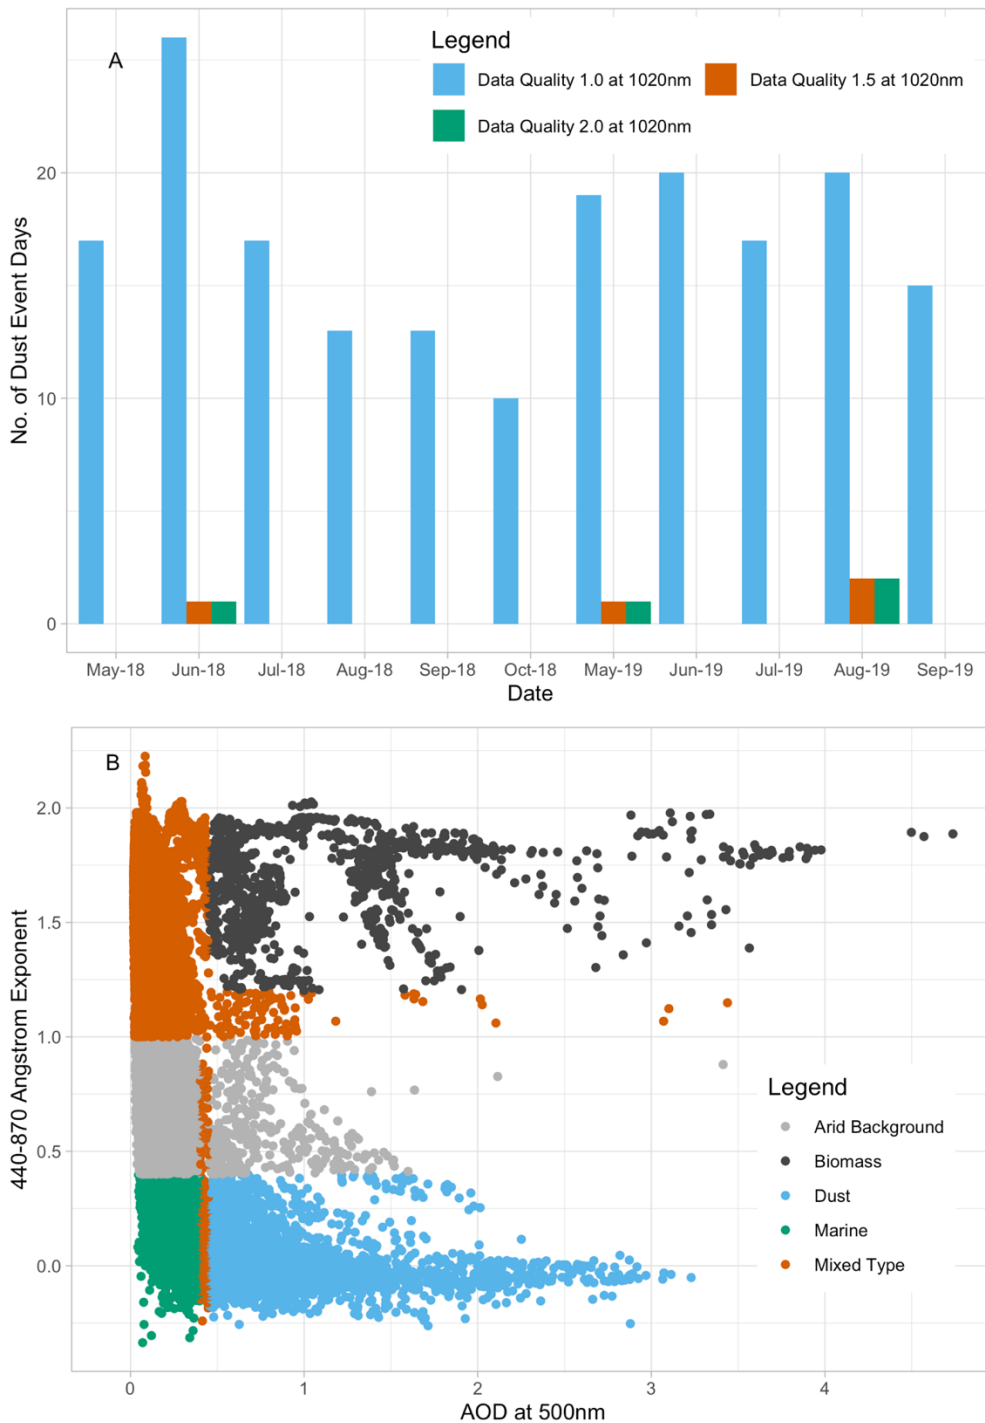 A
Legend
Data Quality 1.0 at 1020nm
Data Quality 1.5 at 1020nm
Data Quality 2.0 at 1020nm
20
10
0
No. of Dust Event Days
May-18 Jun-18 Jul-18 Aug-18 Sep-18 Oct-18 May-19 Jun-19 Jul-19 Aug-19 Sep-19
Date
B
2.0
1.5
1.0
0.5
0.0
440-870 Angstrom Exponent
Legend
Arid Background
Biomass
Dust
Marine
Mixed Type
0 1 2 3 4
AOD at 500nm